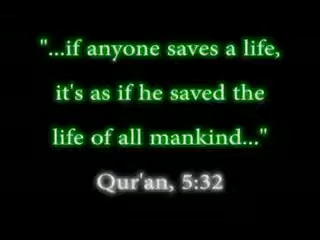 "...if anyone saves a life,
it's as if he saved the
life of all mankind..."
Qur'an, 5:32